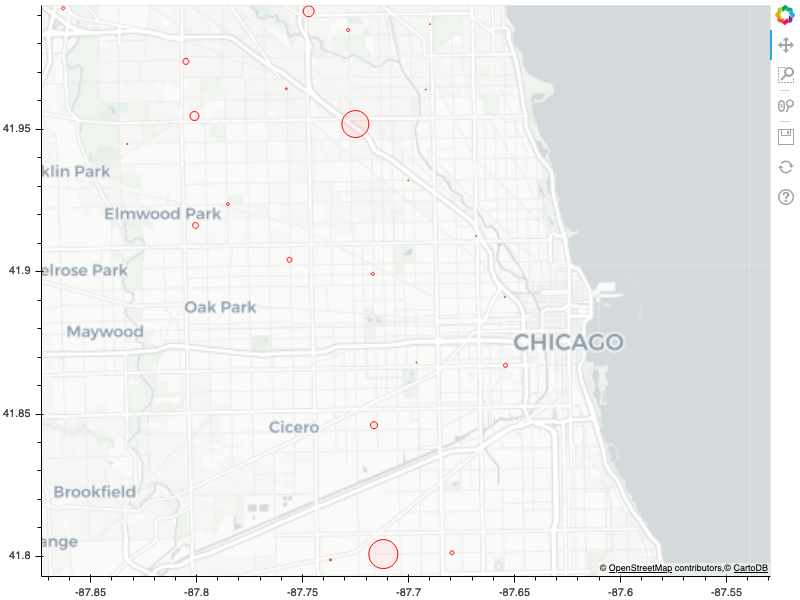 41.95
klin Park
Elmwood Park
41.9
elrose Park
Oak Park
Maywood
CHICAGO
41.85
Cicero
Brookfield
ange
41.8
© OpenStreetMap contributors,© CartoDB
-87.85 -87.8 -87.75 -87.7 -87.65 -87.6 -87.55